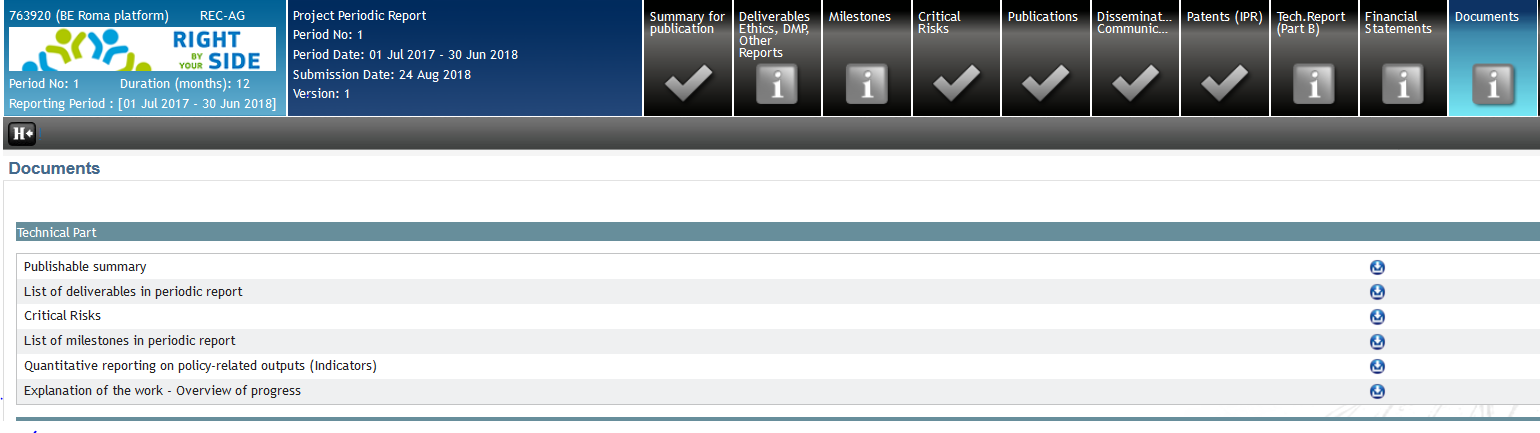 763920 (BE Roma platform) REC-AG
RIGHT
BY
YOUR SIDE
Period No: 1 Duration (months): 12
Reporting Period : [01 Jul 2017 - 30 Jun 2018]
Project Periodic Report
Period No: 1
Period Date: 01 Jul 2017 - 30 Jun 2018
Submission Date: 24 Aug 2018
Version: 1
Summary for
publication
Deliverables
Ethics, DMP,
Other
Reports
Milestones
Critical
Risks
Publications
Disseminat...
Communic...
Patents (IPR)
Tech.Report
(Part B)
Financial
Statements
Documents
H
Documents
Technical Part
Publishable summary
List of deliverables in periodic report
Critical Risks
List of milestones in periodic report
Quantitative reporting on policy-related outputs (Indicators)
Explanation of the work - Overview of progress